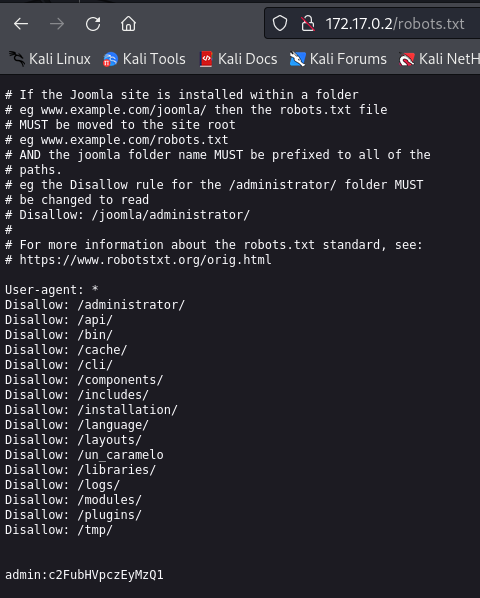 172.17.0.2/robots.txt
Kali Linux Kali Tools Kali Docs Kali Forums Kali NetH
# If the Joomla site is installed within a folder
# eg www.example.com/joomla/ then the robots.txt file
# MUST be moved to the site root
# eg www.example.com/robots.txt
# AND the joomla folder name MUST be prefixed to all of the
# paths.
# eg the Disallow rule for the /administrator/ folder MUST
# be changed to read
# Disallow: /joomla/administrator/
#
# For more information about the robots.txt standard, see:
# https://www.robotstxt.org/orig.html
User-agent: *
Disallow: /administrator/
Disallow: /api/
Disallow: /bin/
Disallow: /cache/
Disallow: /cli/
Disallow: /components/
Disallow: /includes/
Disallow: /installation/
Disallow: /language/
Disallow: /layouts/
Disallow: /un_caramelo
Disallow: /libraries/
Disallow: /logs/
Disallow: /modules/
Disallow: /plugins/
Disallow: /tmp/
admin:c2FubHVpczEyMzQ1